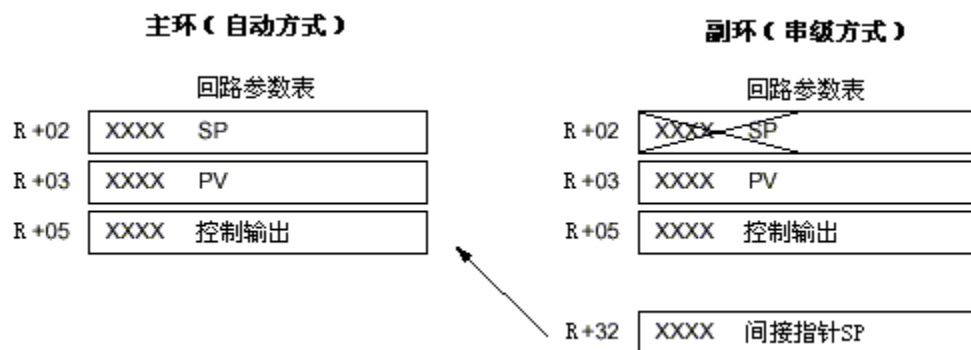 主环（自动方式） 副环（串级方式）
回路参数表 回路参数表
R +02 XXXX SP R +02 XXXX SP
R +03 XXXX PV R+03 XXXX PV
R +05 XXXX 控制输出 R+05 XXXX 控制输出
R+32 XXXX 间接指针SP